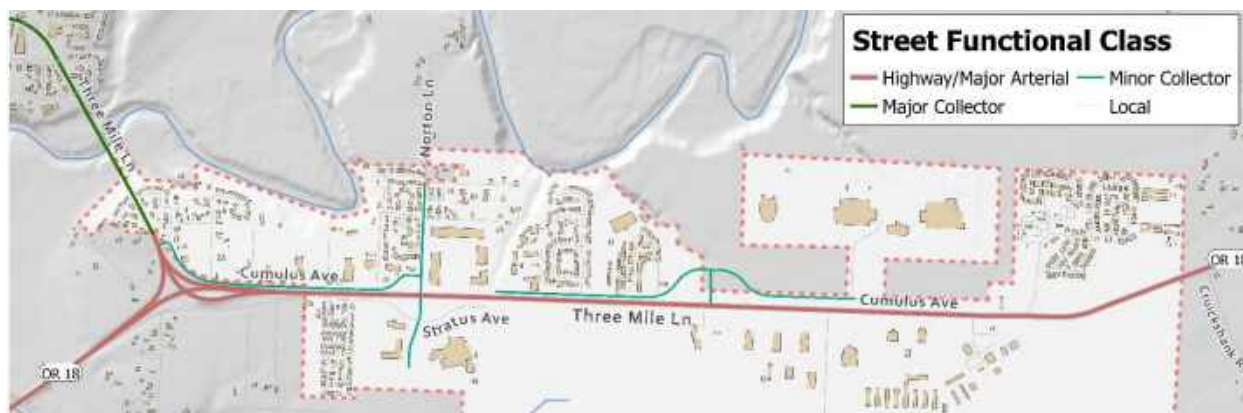 Street Functional Class
Highway/Major Arterial
Minor Collector
Major Collector
Local
Three Mile Ln
Norton Ln
Cumulus Ave
Stratus Ave
Three Mile Ln
Cumulus Ave
OR 18
OR 18
Cruickshank R